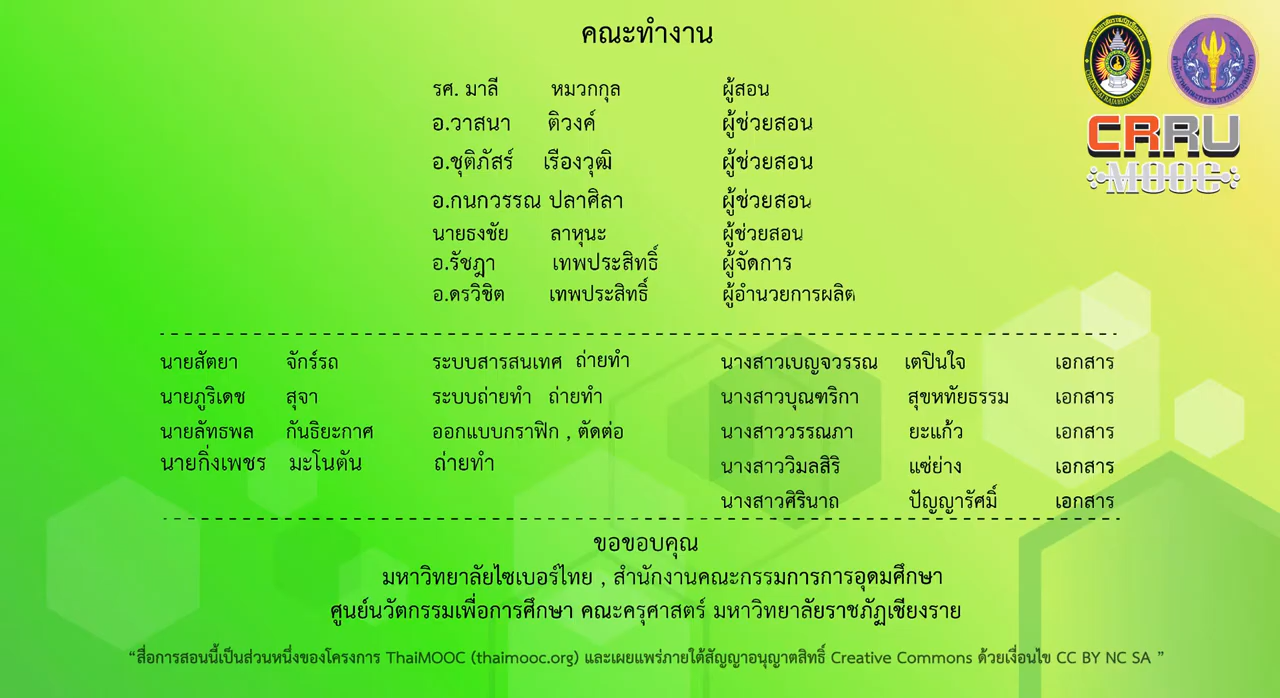 คณะทำงาน
รศ. มาลี หมวกกุล ผู้สอน
อ.วาสนา ติวงค์ ผู้ช่วยสอน
อ.ชุติภัสร์ เรืองวุฒิ ผู้ช่วยสอน
อ.กนกวรรณ ปลาศิลา ผู้ช่วยสอน
นายธงชัย ลาหุนะ ผู้ช่วยสอน
อ.รัชฎา เทพประสิทธิ์ ผู้จัดการ
อ.ดรวิชิต เทพประสิทธิ์ ผู้อำนวยการผลิต
CRRU
MOOC
นายสัตยา จักร์รถ ระบบสารสนเทศ ถ่ายทำ
นายภูริเดช สุจา ระบบถ่ายทำ ถ่ายทำ
นายลัทธพล กันธิยะกาศ ออกแบบกราฟิก , ตัดต่อ
นายกิ่งเพชร มะโนตัน ถ่ายทำ
นางสาวเบญจวรรณ เตปินใจ เอกสาร
นางสาวบุณฑริกา สุขหทัยธรรม เอกสาร
นางสาววรรณภา ยะแก้ว เอกสาร
นางสาววิมลสิริ แซ่ย่าง เอกสาร
นางสาวศิรินาถ ปัญญารัศมิ์ เอกสาร
ขอขอบคุณ
มหาวิทยาลัยไซเบอร์ไทย , สำนักงานคณะกรรมการการอุดมศึกษา
ศูนย์นวัตกรรมเพื่อการศึกษา คณะครุศาสตร์ มหาวิทยาลัยราชภัฏเชียงราย
“สื่อการสอนนี้เป็นส่วนหนึ่งของโครงการ ThaiMOOC (thaimooc.org) และเผยแพร่ภายใต้สัญญาอนุญาตสิทธิ์ Creative Commons ด้วยเงื่อนไข CC BY NC SA ”